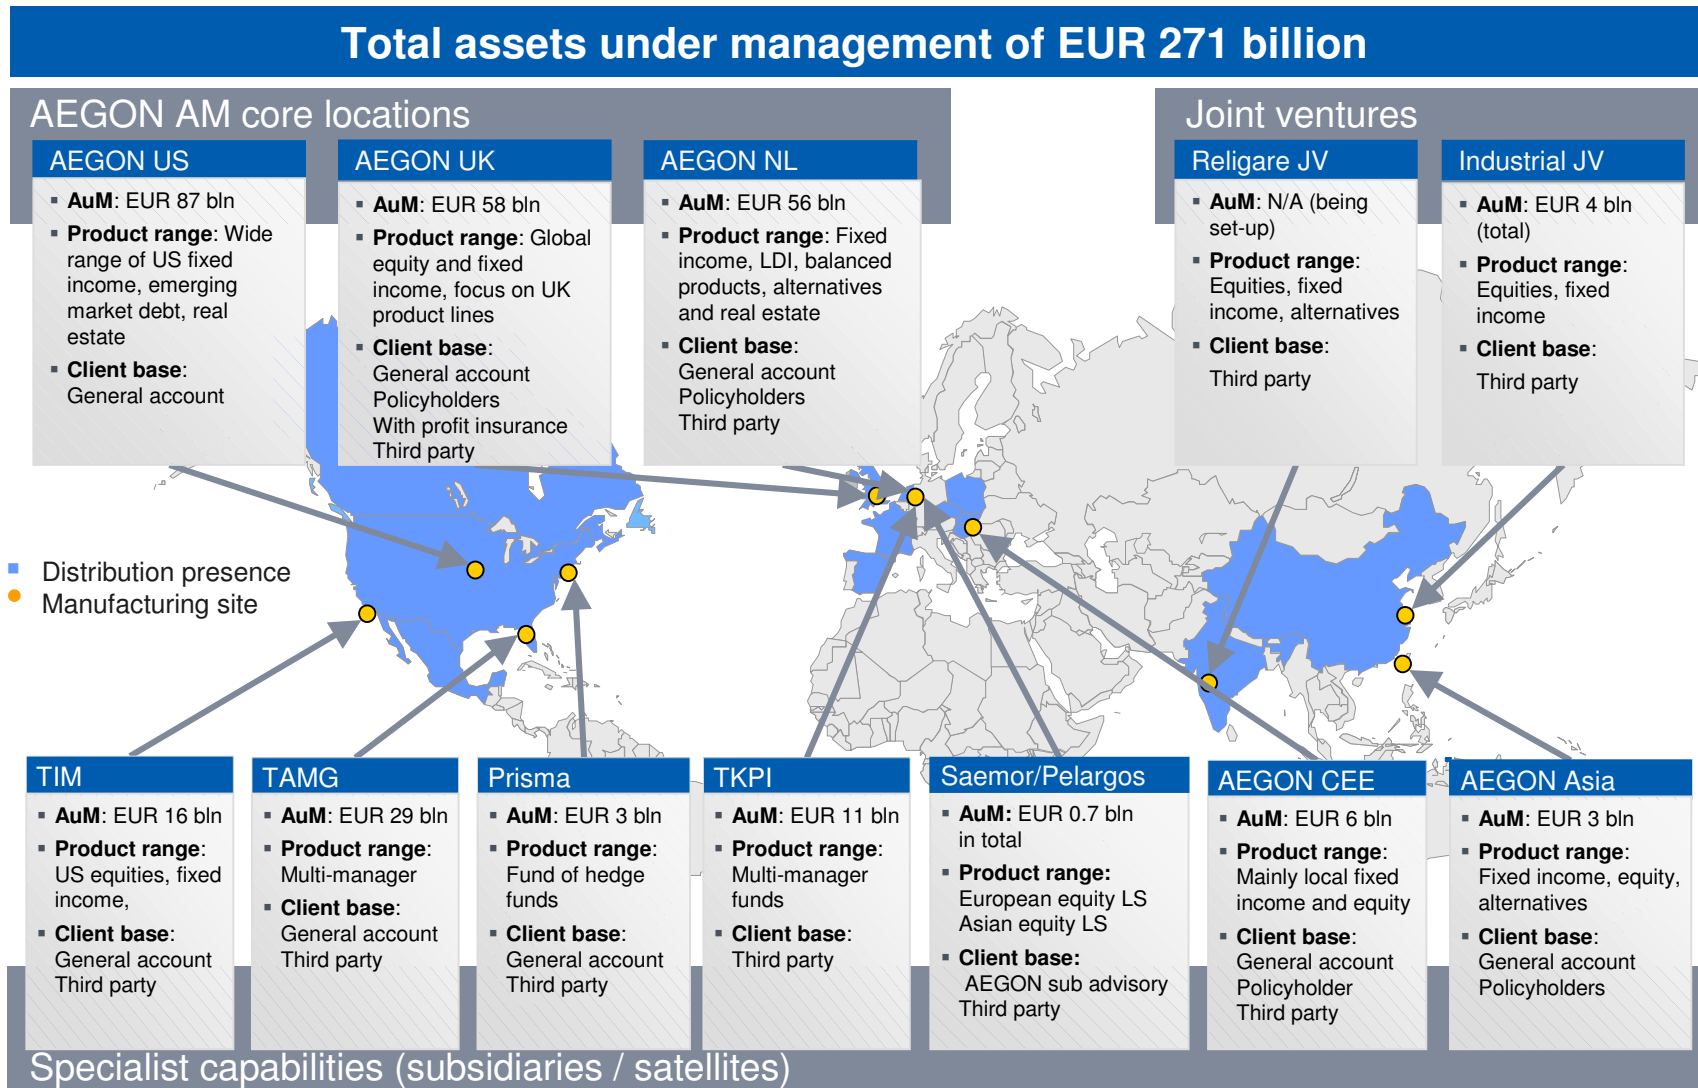 Total assets under management of EUR 271 billion
AEGON AM core locations
AEGON US
▪ AuM: EUR 87 bln
▪ Product range: Wide
range of US fixed
income, emerging
market debt, real
estate
▪ Client base:
General account
AEGON UK
▪ AuM: EUR 58 bln
▪ Product range: Global
equity and fixed
income, focus on UK
product lines
▪ Client base:
General account
Policyholders
With profit insurance
Third party
AEGON NL
▪ AuM: EUR 56 bln
▪ Product range: Fixed
income, LDI, balanced
products, alternatives
and real estate
▪ Client base:
General account
Policyholders
Third party
Joint ventures
Religare JV
▪ AuM: N/A (being
set-up)
▪ Product range:
Equities, fixed
income, alternatives
▪ Client base:
Third party
Industrial JV
▪ AuM: EUR 4 bln
(total)
▪ Product range:
Equities, fixed
income
▪ Client base:
Third party
Distribution presence
Manufacturing site
TIM
▪ AuM: EUR 16 bln
▪ Product range:
US equities, fixed
income,
▪ Client base:
General account
Third party
TAMG
▪ AuM: EUR 29 bln
▪ Product range:
Multi-manager
▪ Client base:
General account
Third party
Prisma
▪ AuM: EUR 3 bln
▪ Product range:
Fund of hedge
funds
▪ Client base:
General account
Third party
TKPI
▪ AuM: EUR 11 bln
▪ Product range:
Multi-manager
funds
▪ Client base:
Third party
Saemor/Pelargos
▪ AuM: EUR 0.7 bln
in total
▪ Product range:
European equity LS
Asian equity LS
▪ Client base:
AEGON sub advisory
Third party
AEGON CEE
▪ AuM: EUR 6 bln
▪ Product range:
Mainly local fixed
income and equity
▪ Client base:
General account
Policyholder
Third party
AEGON Asia
▪ AuM: EUR 3 bln
▪ Product range:
Fixed income, equity,
alternatives
▪ Client base:
General account
Policyholders
Specialist capabilities (subsidiaries / satellites)